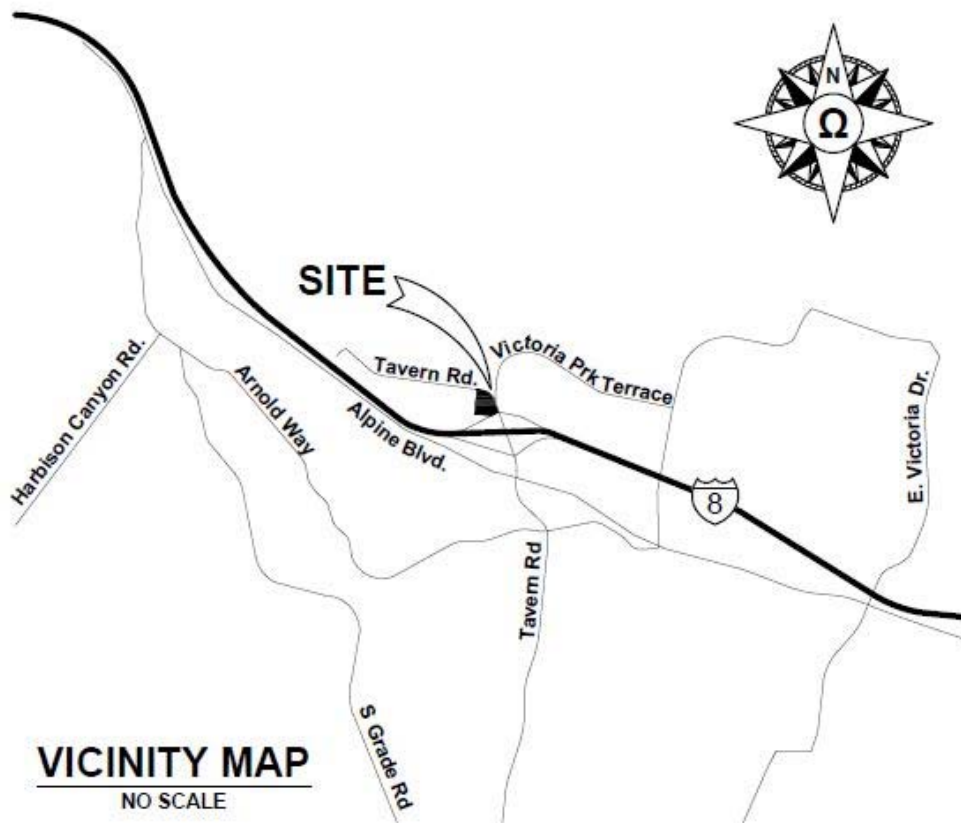 N
Ω
SITE
Victoria Prk Terrace
Tavern Rd.
Harbison Canyon Rd.
Arnold Way
Alpine Blvd.
E. Victoria Dr.
8
Tavern Rd
S Grade Rd
VICINITY MAP
NO SCALE